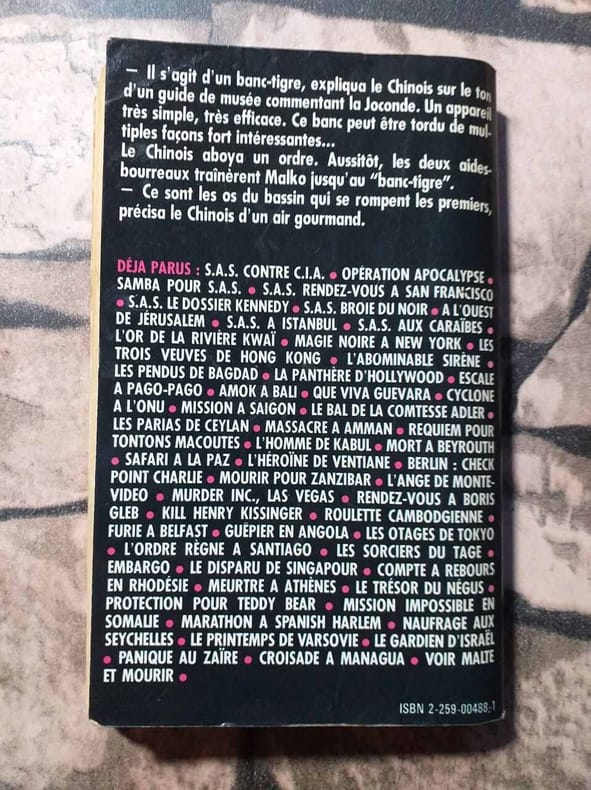 — Il s'agit d'un banc-tigre, expliqua le Chinois sur le ton
d'un guide de musée commentant la Joconde. Un appareil
très simple, très efficace. Ce banc peut être tordu de mul-
tiples façons fort intéressantes...
Le Chinois aboya un ordre. Aussitôt, les deux aides-
bourreaux traînèrent Malko jusqu'au "banc-tigre".
— Ce sont les os du bassin qui se rompent les premiers,
précisa le Chinois d'un air gourmand.
DÉJA PARUS : S.A.S. CONTRE C.I.A. • OPÉRATION APOCALYPSE •
SAMBA POUR S.A.S. • S.A.S. RENDEZ-VOUS A SAN FRANCISCO
• S.A.S. LE DOSSIER KENNEDY • S.A.S. BROIE DU NOIR • A L'OUEST
DE JÉRUSALEM • S.A.S. A ISTANBUL • S.A.S. AUX CARAÏBES •
L'OR DE LA RIVIÈRE KWAÏ • MAGIE NOIRE A NEW YORK • LES
TROIS VEUVES DE HONG KONG • L'ABOMINABLE SIRÈNE •
LES PENDUS DE BAGDAD • LA PANTHÈRE D'HOLLYWOOD • ESCALE
A PAGO-PAGO • AMOK A BALI • QUE VIVA GUEVARA • CYCLONE
A L'ONU • MISSION A SAIGON • LE BAL DE LA COMTESSE ADLER •
LES PARIAS DE CEYLAN • MASSACRE A AMMAN • REQUIEM POUR
TONTONS MACOUTES • L'HOMME DE KABUL • MORT A BEYROUTH
• SAFARI A LA PAZ • L'HÉROÏNE DE VENTIANE • BERLIN : CHECK
POINT CHARLIE • MOURIR POUR ZANZIBAR • L'ANGE DE MONTE-
VIDEO • MURDER INC., LAS VEGAS • RENDEZ-VOUS A BORIS
GLEB • KILL HENRY KISSINGER • ROULETTE CAMBODGIENNE •
FURIE A BELFAST • GUÊPIER EN ANGOLA • LES OTAGES DE TOKYO
• L'ORDRE RÈGNE A SANTIAGO • LES SORCIERS DU TAGE •
EMBARGO • LE DISPARU DE SINGAPOUR • COMPTE A REBOURS
EN RHODÉSIE • MEURTRE A ATHÈNES • LE TRÉSOR DU NÉGUS •
PROTECTION POUR TEDDY BEAR • MISSION IMPOSSIBLE EN
SOMALIE • MARATHON A SPANISH HARLEM • NAUFRAGE AUX
SEYCHELLES • LE PRINTEMPS DE VARSOVIE • LE GARDIEN D'ISRAËL
• PANIQUE AU ZAÏRE • CROISADE A MANAGUA • VOIR MALTE
ET MOURIR •
ISBN 2-259-00488-1